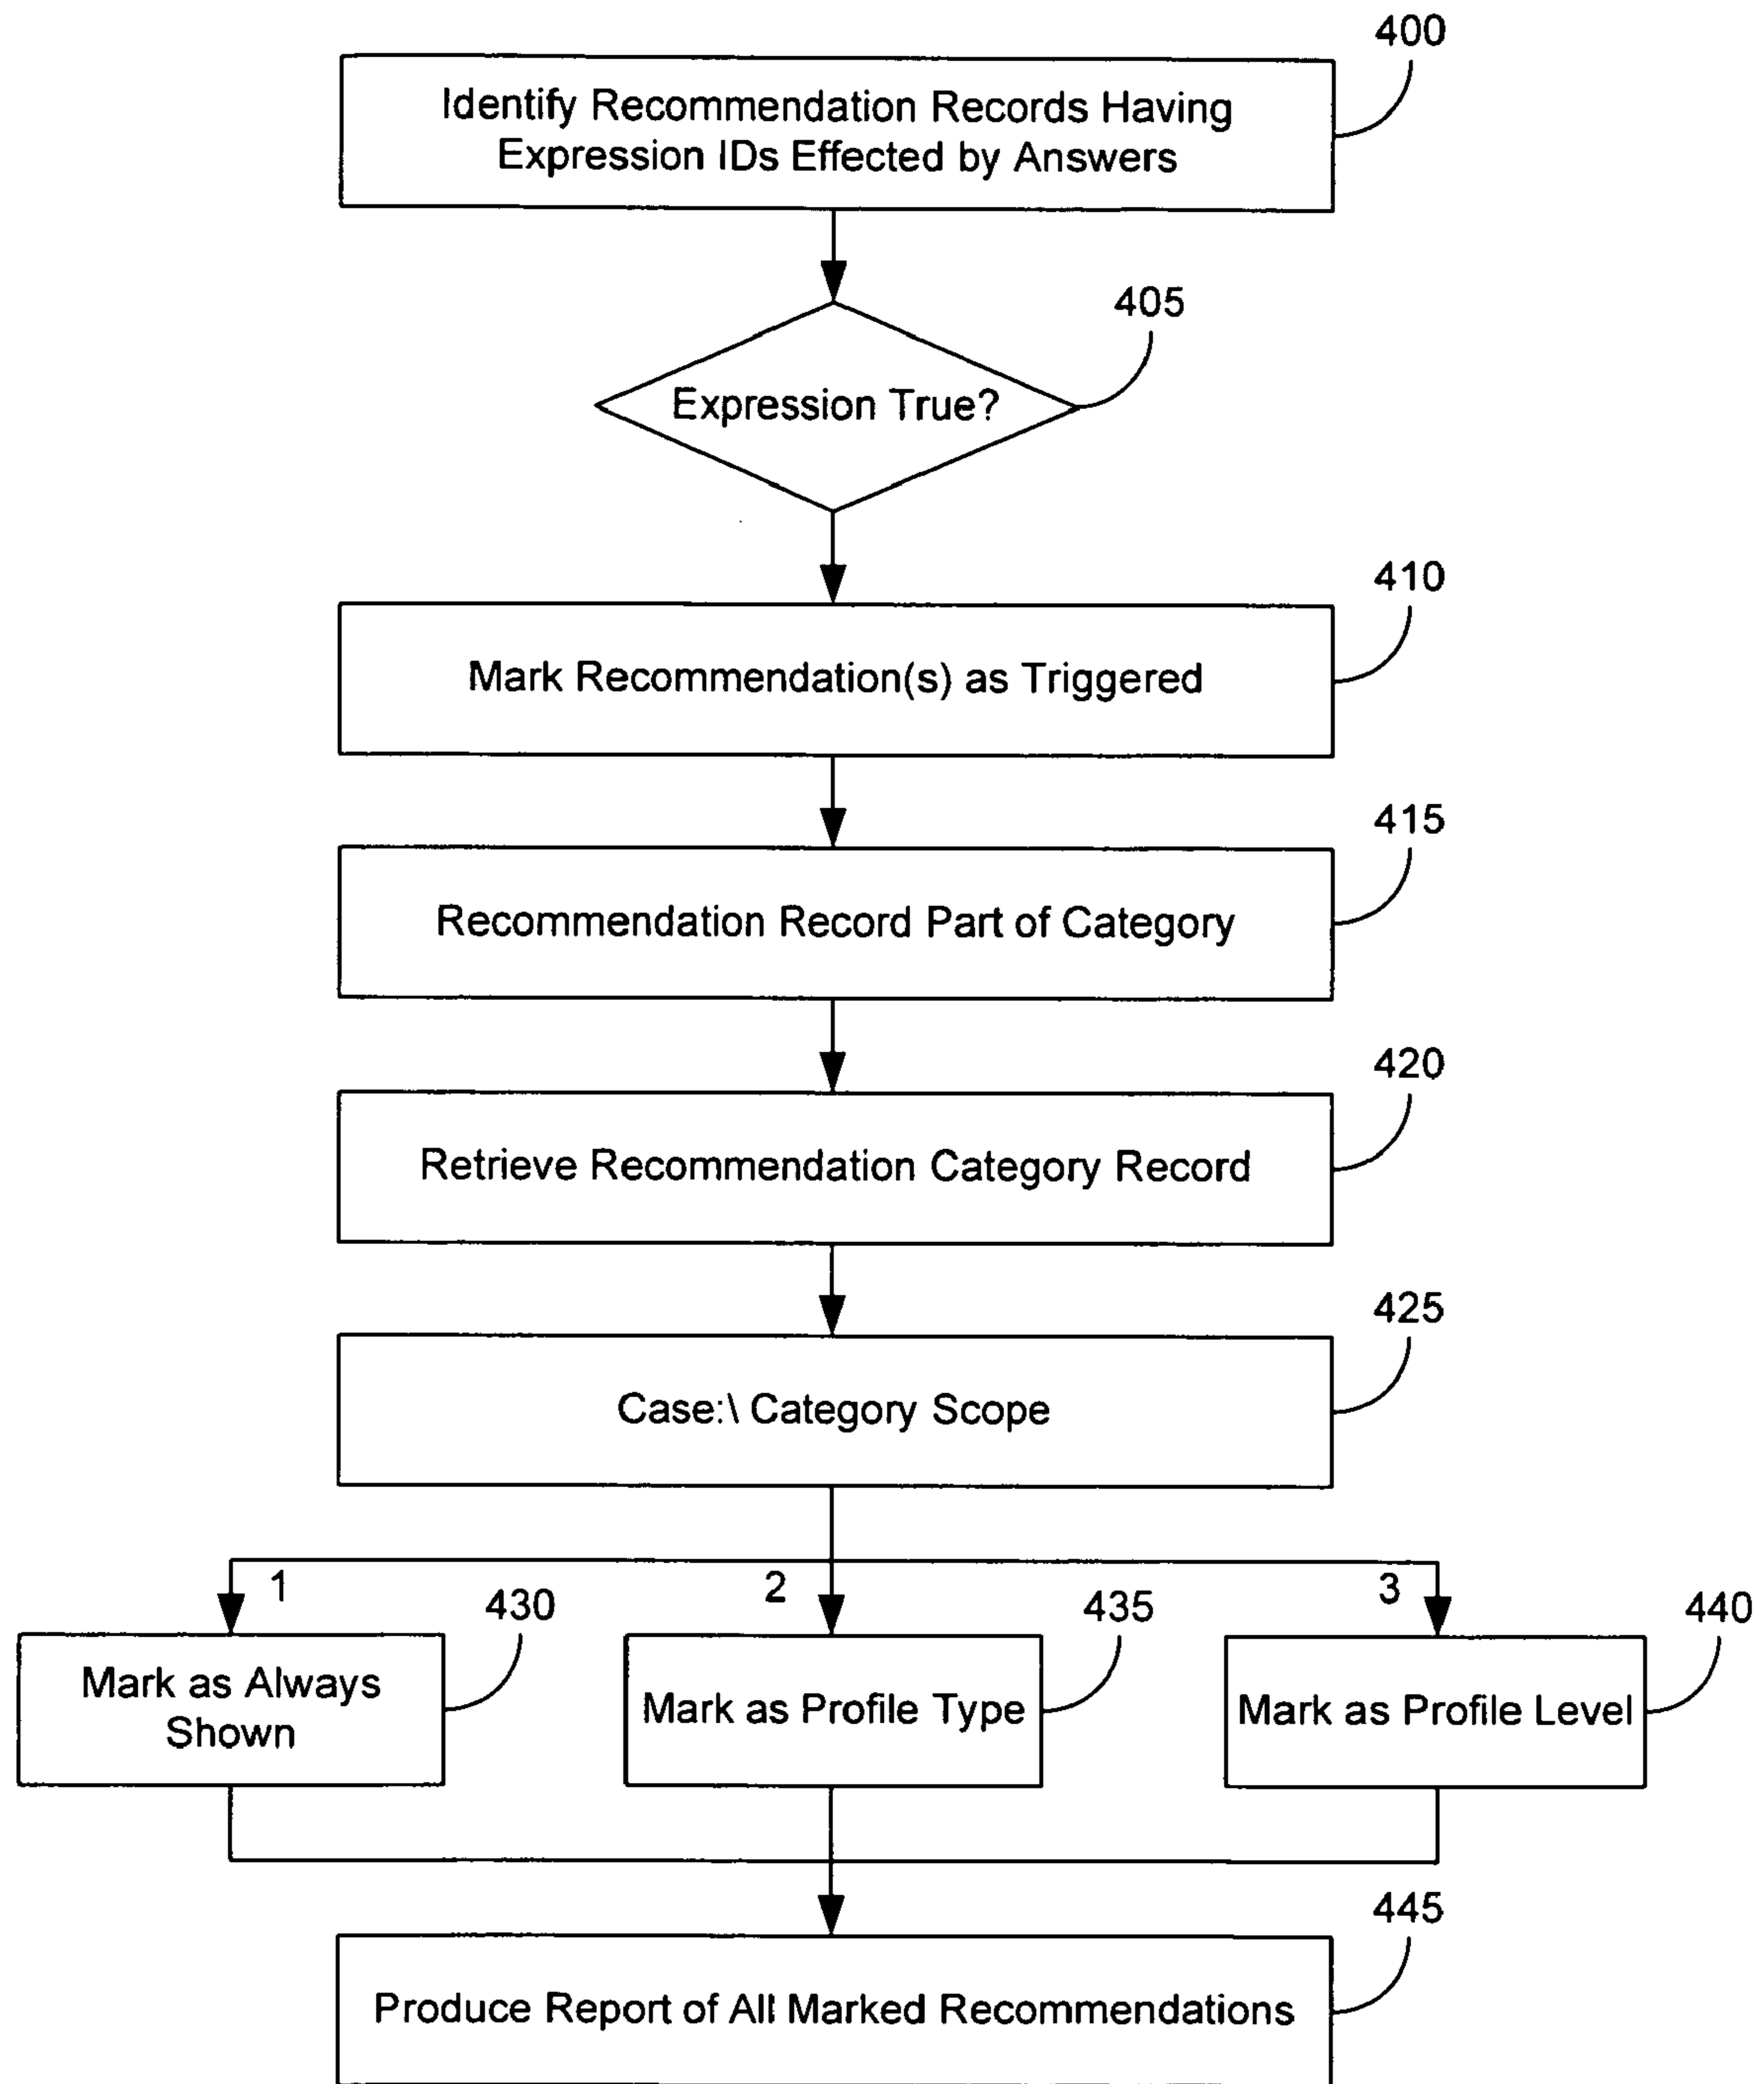 400
Identify Recommendation Records Having
Expression IDs Effected by Answers
405
Expression True?
410
Mark Recommendation(s) as Triggered
415
Recommendation Record Part of Category
420
Retrieve Recommendation Category Record
425
Case:\ Category Scope
1
2
3
430
435
440
Mark as Always
Shown
Mark as Profile Type
Mark as Profile Level
445
Produce Report of All Marked Recommendations